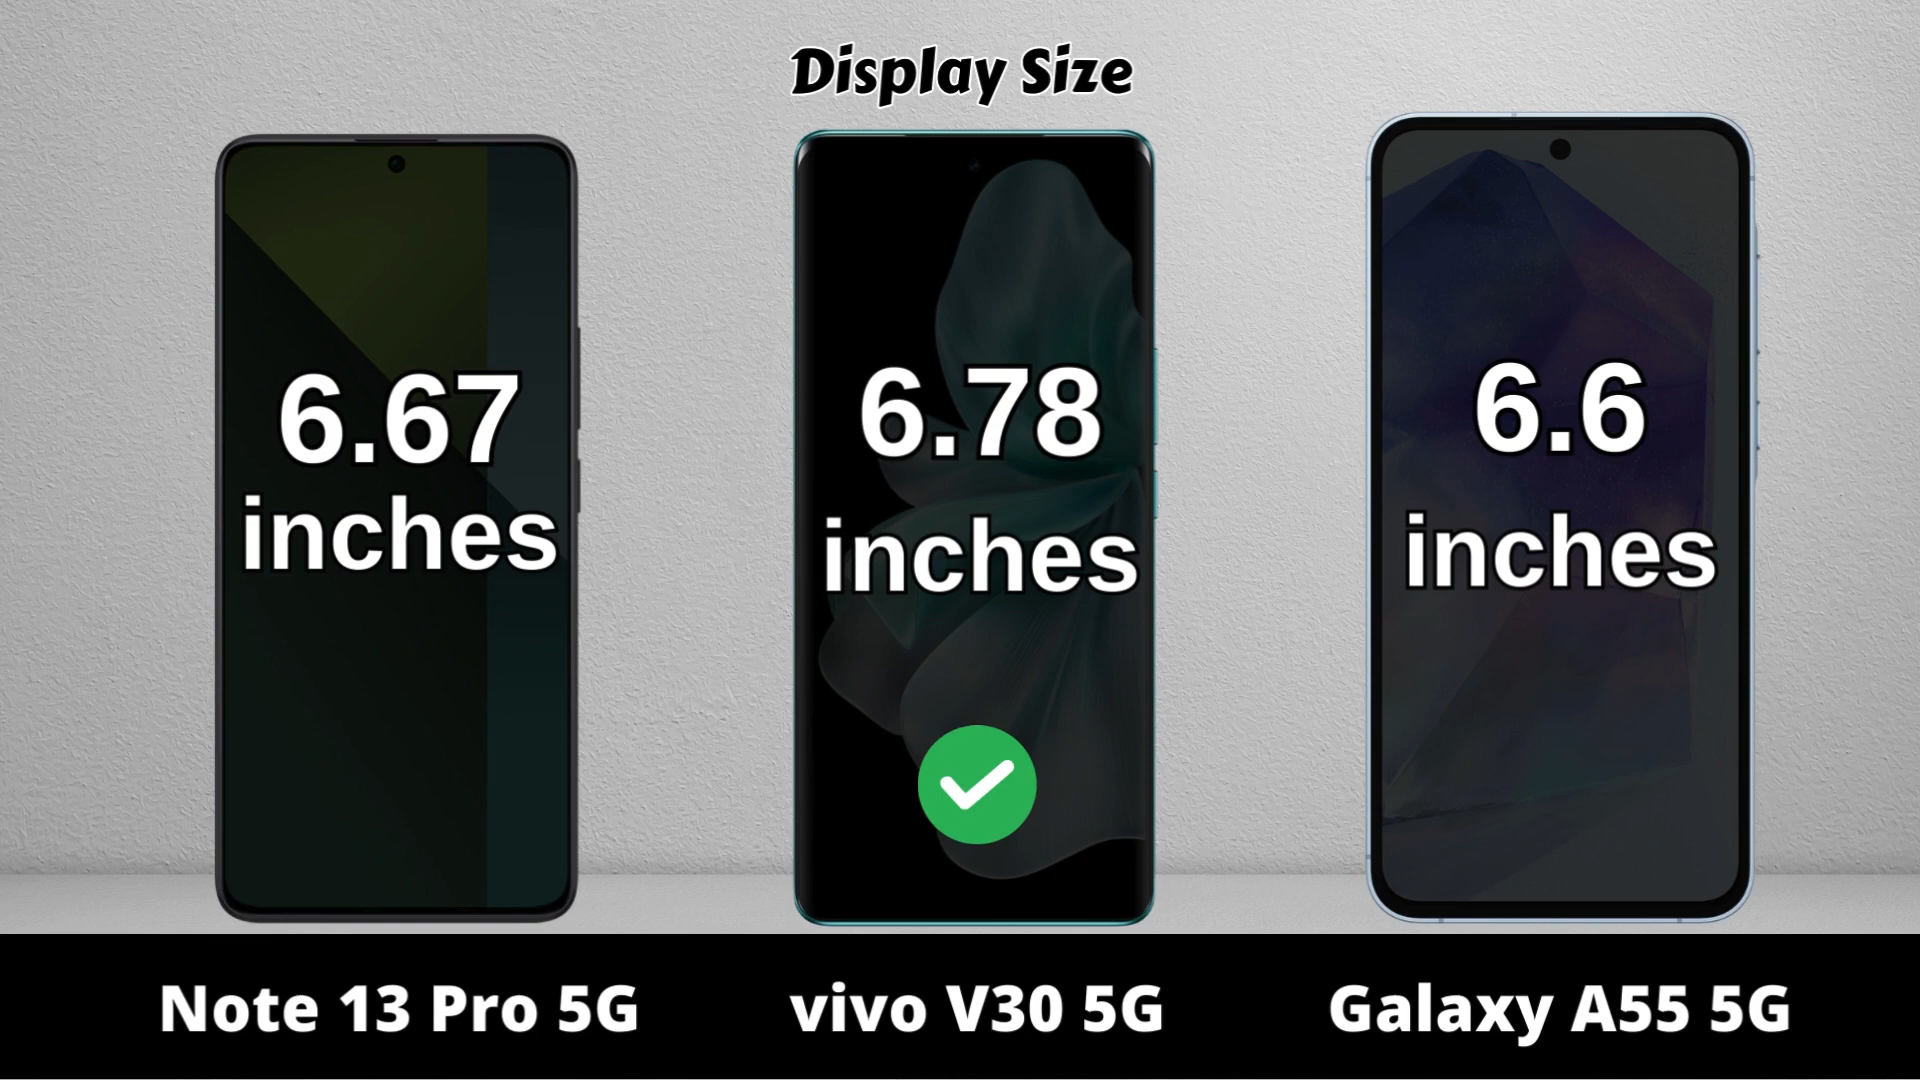 Display Size
6.67
inches
6.78
inches
6.6
inches
Note 13 Pro 5G
vivo V30 5G
Galaxy A55 5G